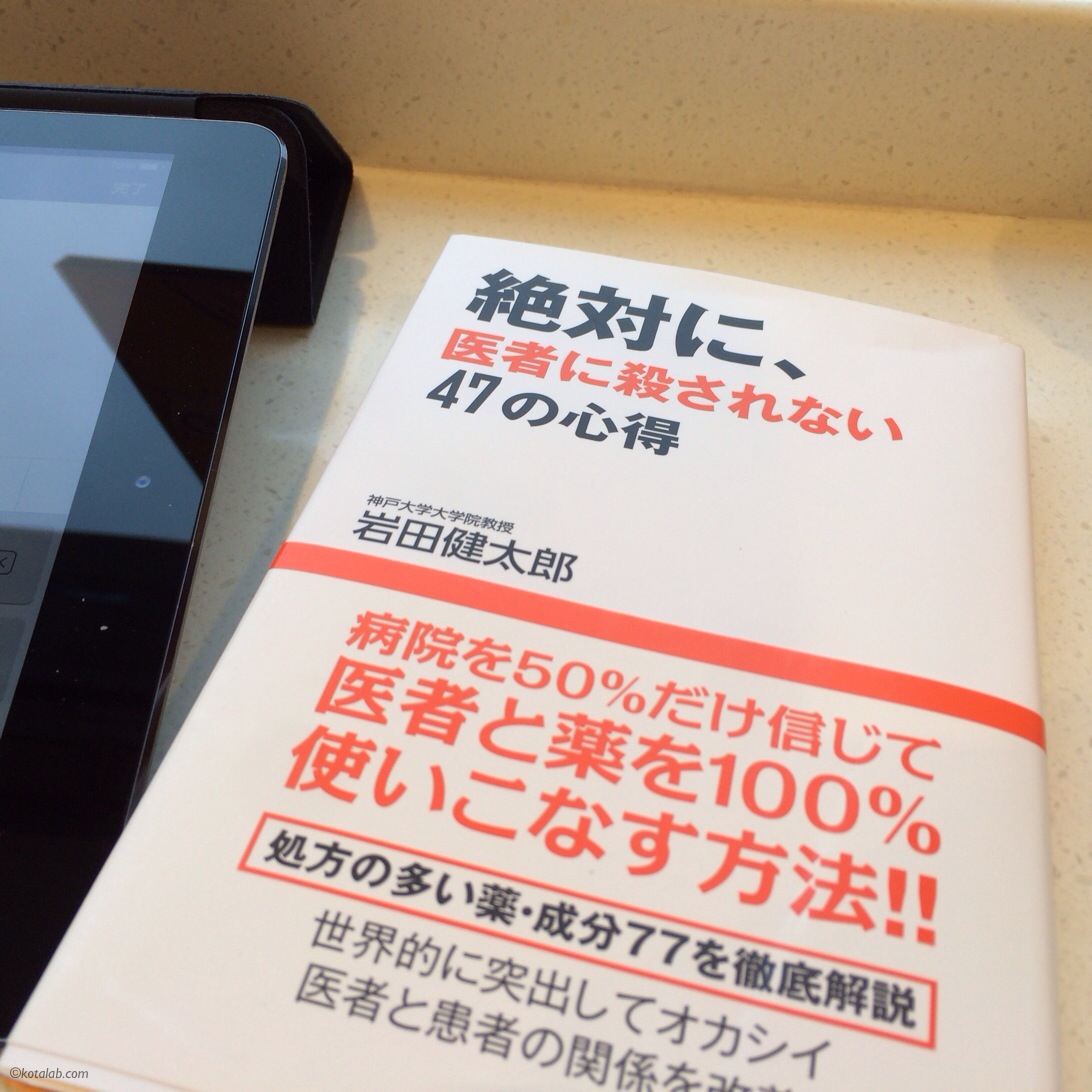 完了
絶対に、
医者に殺されない
47の心得
神戸大学大学院教授
岩田健太郎
病院を50%だけ信じて
医者と薬を100%
使いこなす方法!!
処方の多い薬・成分77を徹底解説
世界的に突出してオカシイ
医者と患者の関係を改善
©kotalab.com